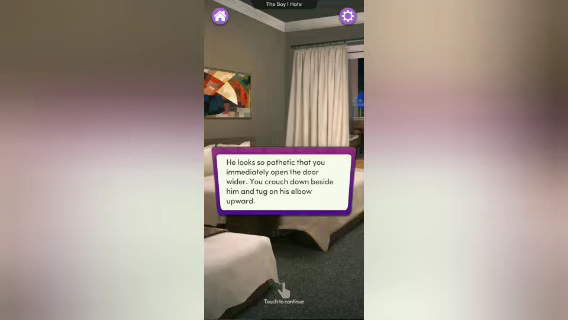 The Boy I Hate
He looks so pathetic that you
immediately open the door
wider. You crouch down beside
him and tug on his elbow
upward.
Touch to continue